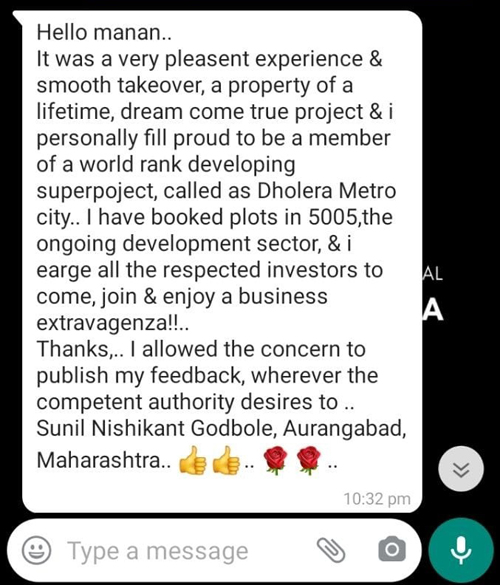 Hello manan..
It was a very pleasent experience &
smooth takeover, a property of a
lifetime, dream come true project & i
personally fill proud to be a member
of a world rank developing
superpoject, called as Dholera Metro
city.. I have booked plots in 5005,the
ongoing development sector, & i
earge all the respected investors to
come, join & enjoy a business
extravagenza!!..
Thanks,.. I allowed the concern to
publish my feedback, wherever the
competent authority desires to ..
Sunil Nishikant Godbole, Aurangabad,
Maharashtra.. 👍👍.. 🌹🌹..
10:32 pm
AL
A
Type a message